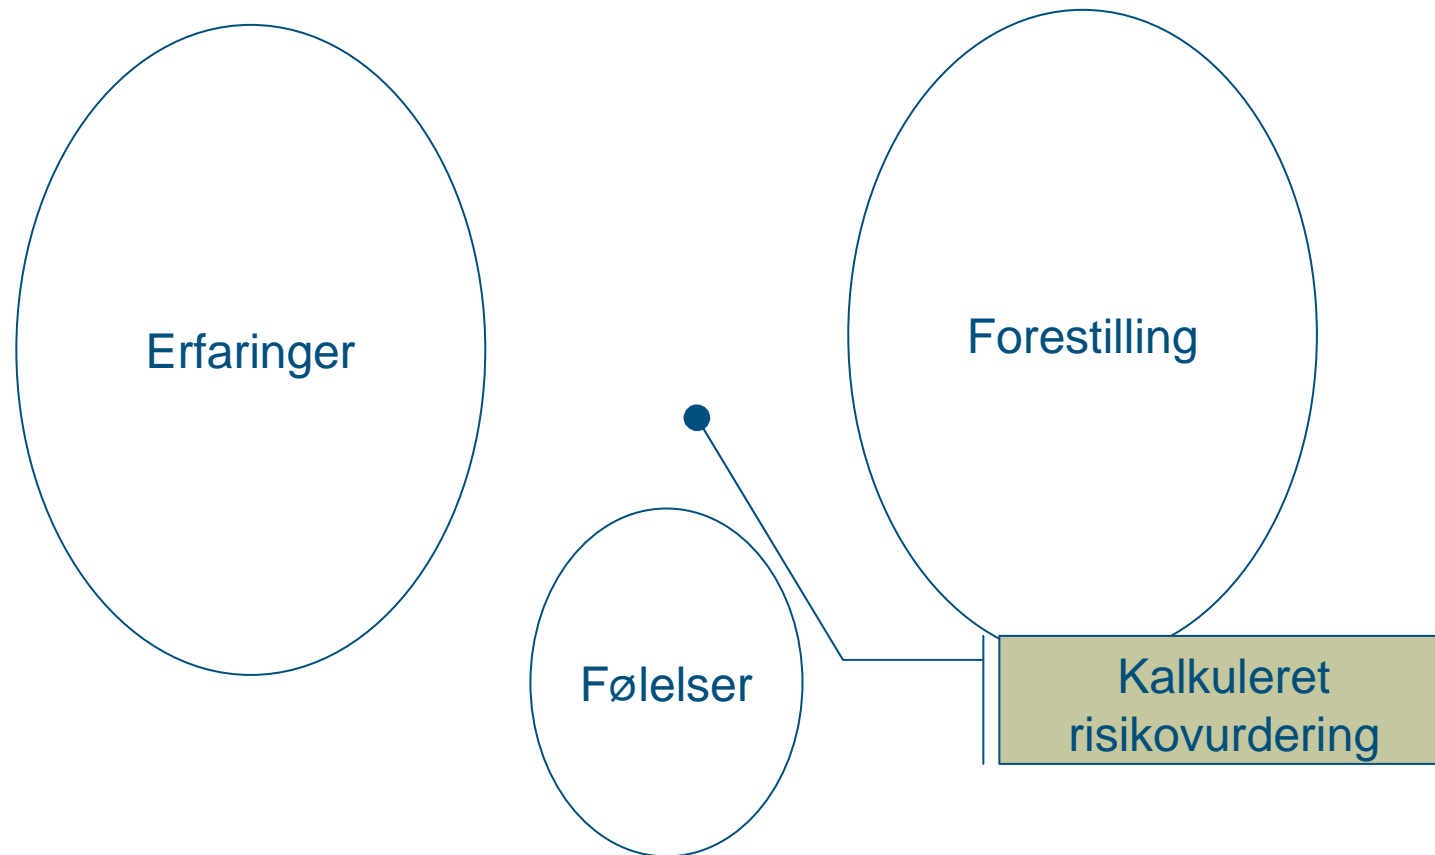 Erfaringer
Forestilling
Følelser
Kalkuleret
risikovurdering